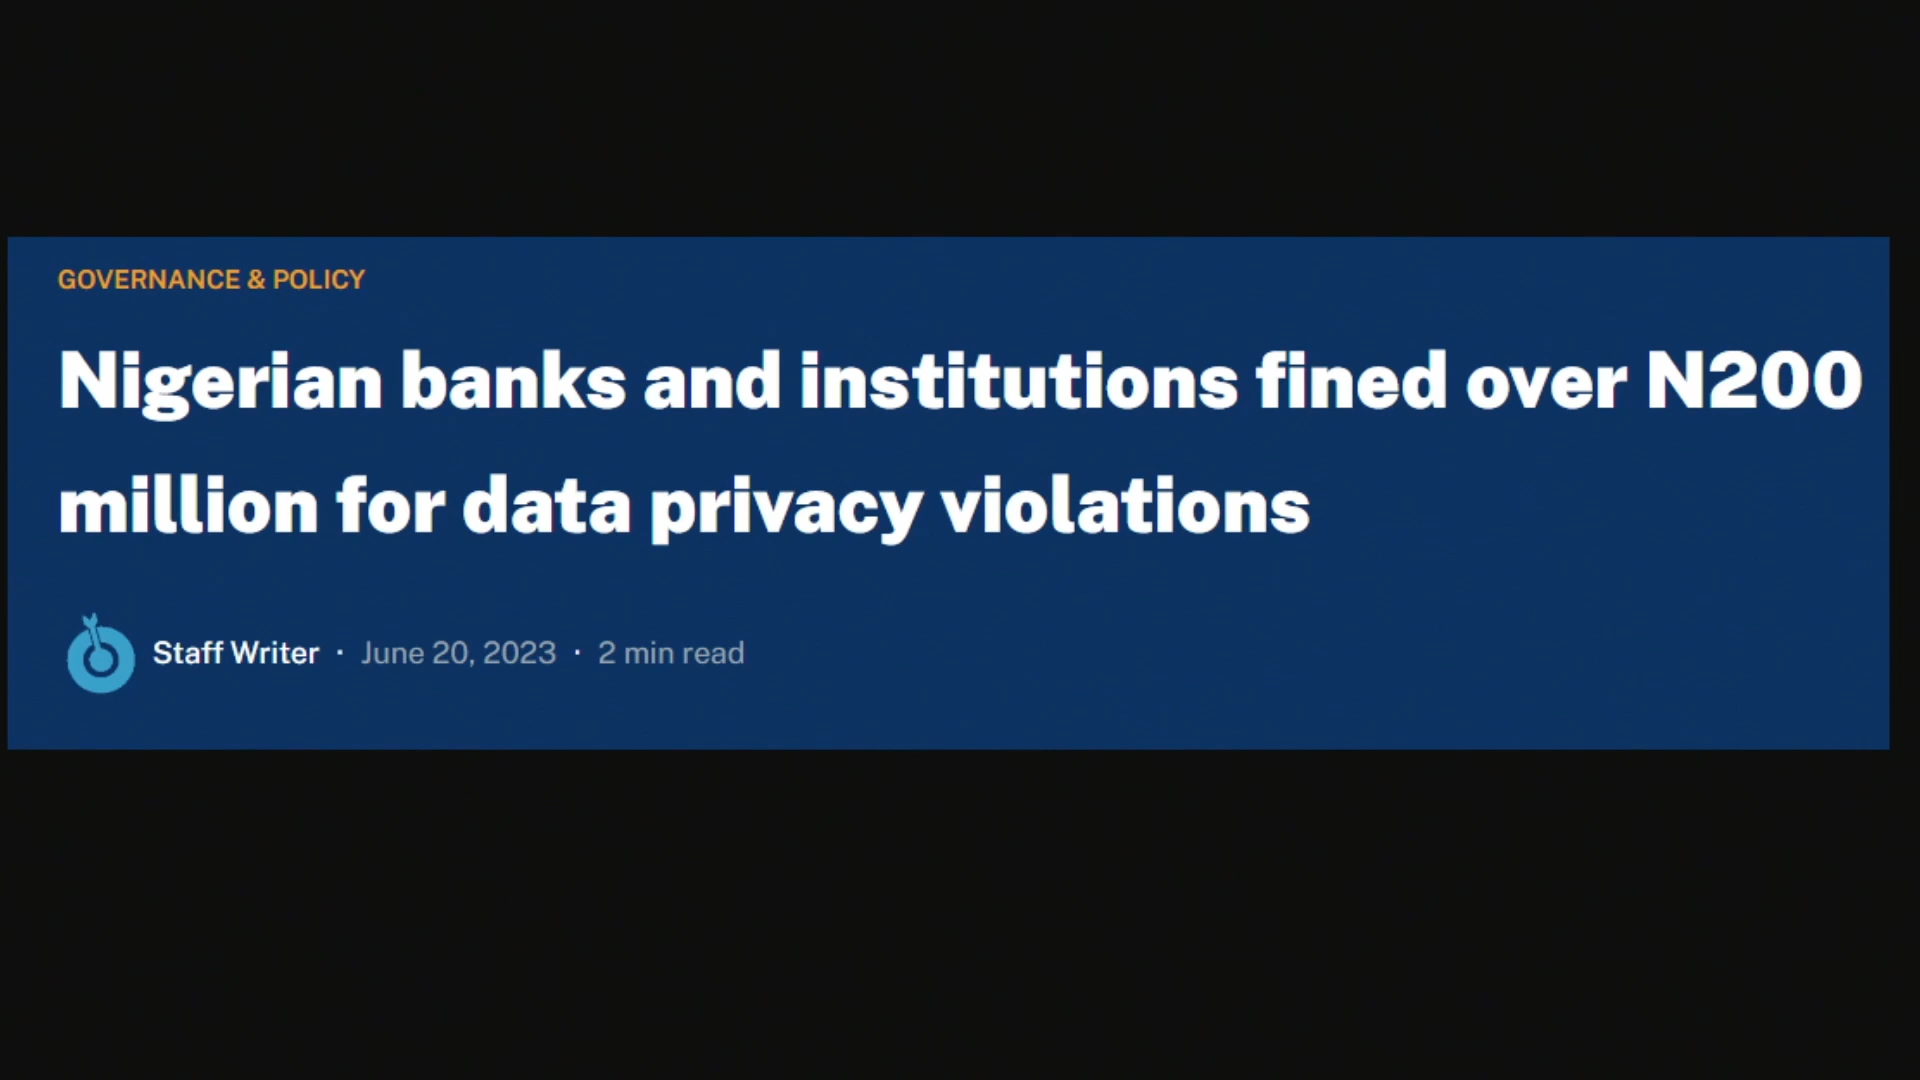 GOVERNANCE & POLICY
Nigerian banks and institutions fined over N200
million for data privacy violations
Staff Writer · June 20, 2023 · 2 min read